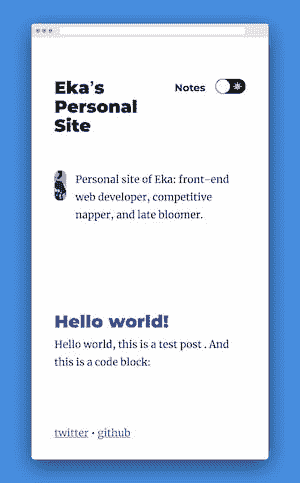 Eka's
Personal
Site
Notes
Personal site of Eka: front-end
web developer, competitive
napper, and late bloomer.
Hello world!
Hello world, this is a test post . And
this is a code block:
twitter • github